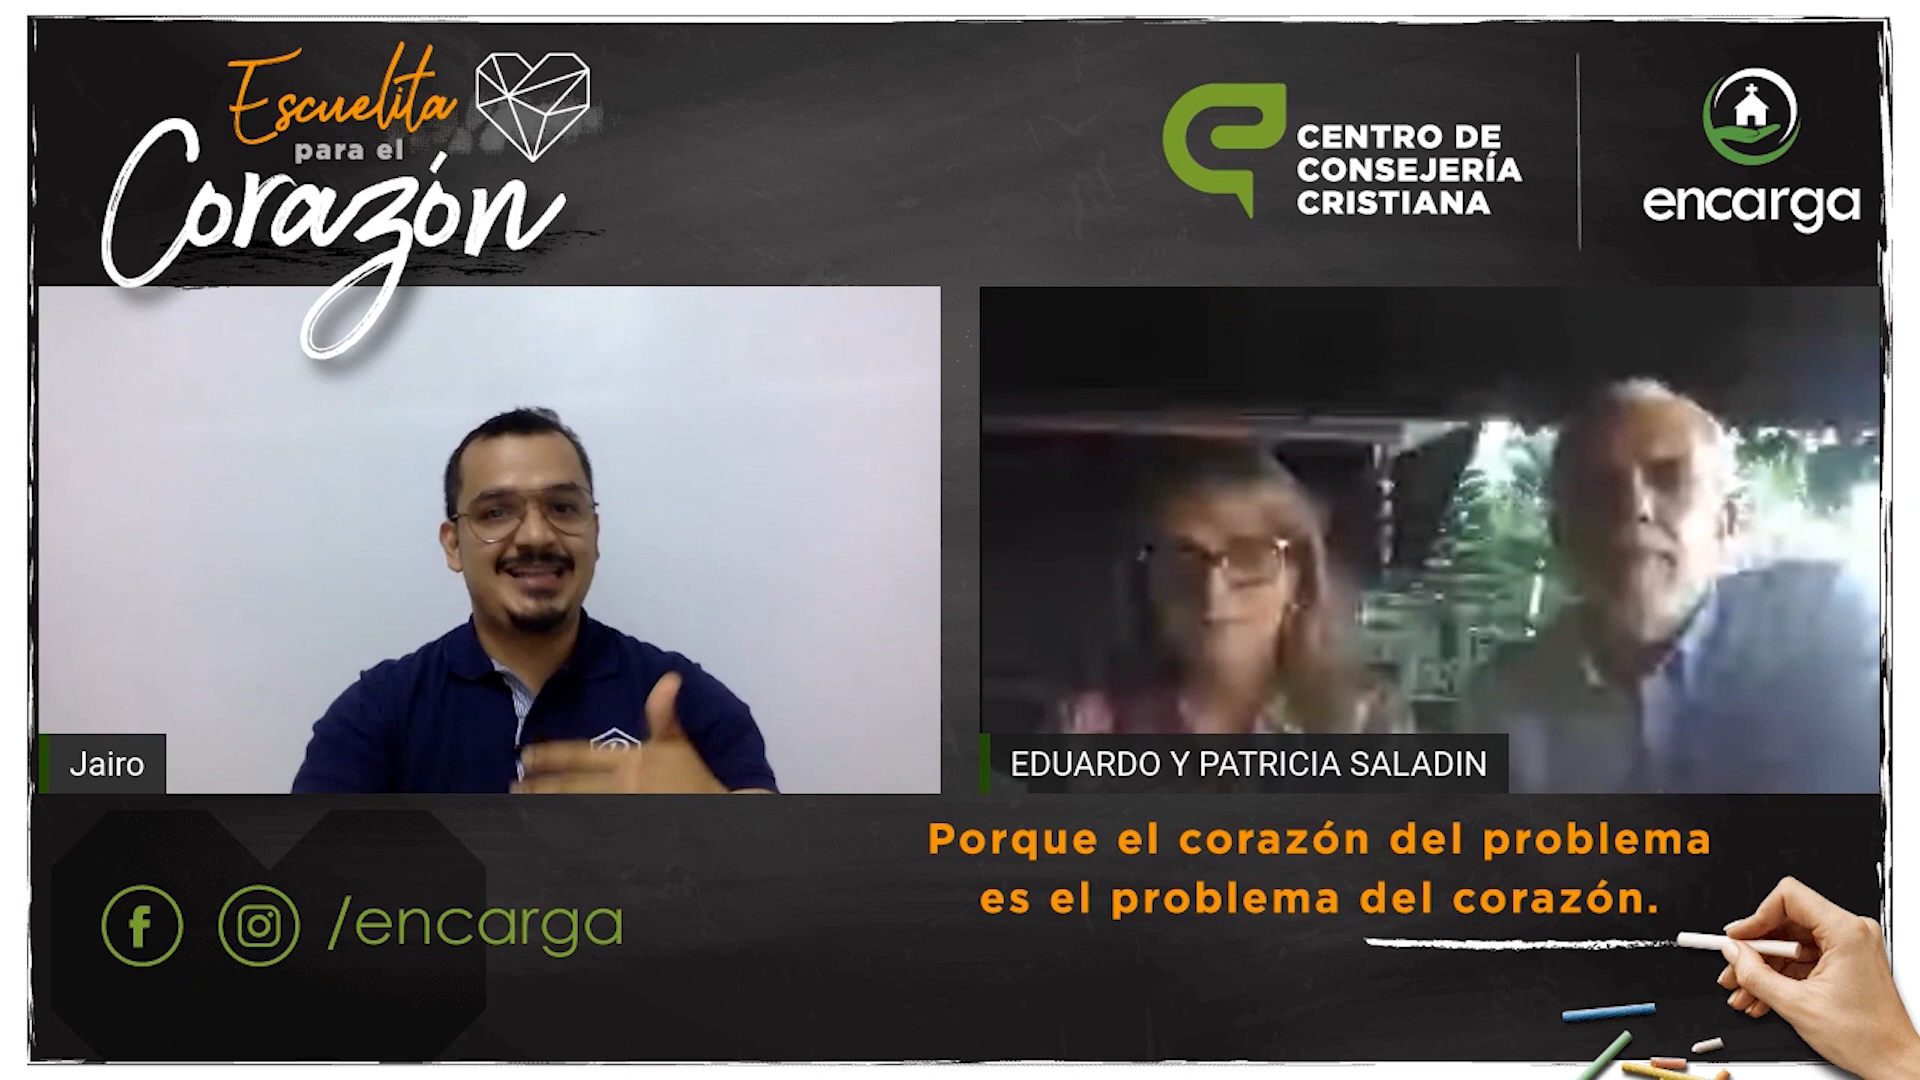 Escuelita
para el
Corazón
CENTRO DE
CONSEJERÍA
CRISTIANA
encarga
Jairo
EDUARDO Y PATRICIA SALADIN
Porque el corazón del problema
es el problema del corazón.
/encarga